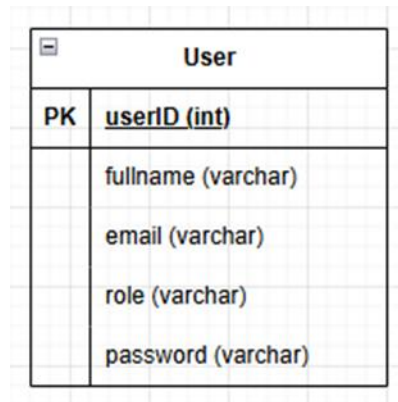 User
PK userID (int)
fullname (varchar)
email (varchar)
role (varchar)
password (varchar)